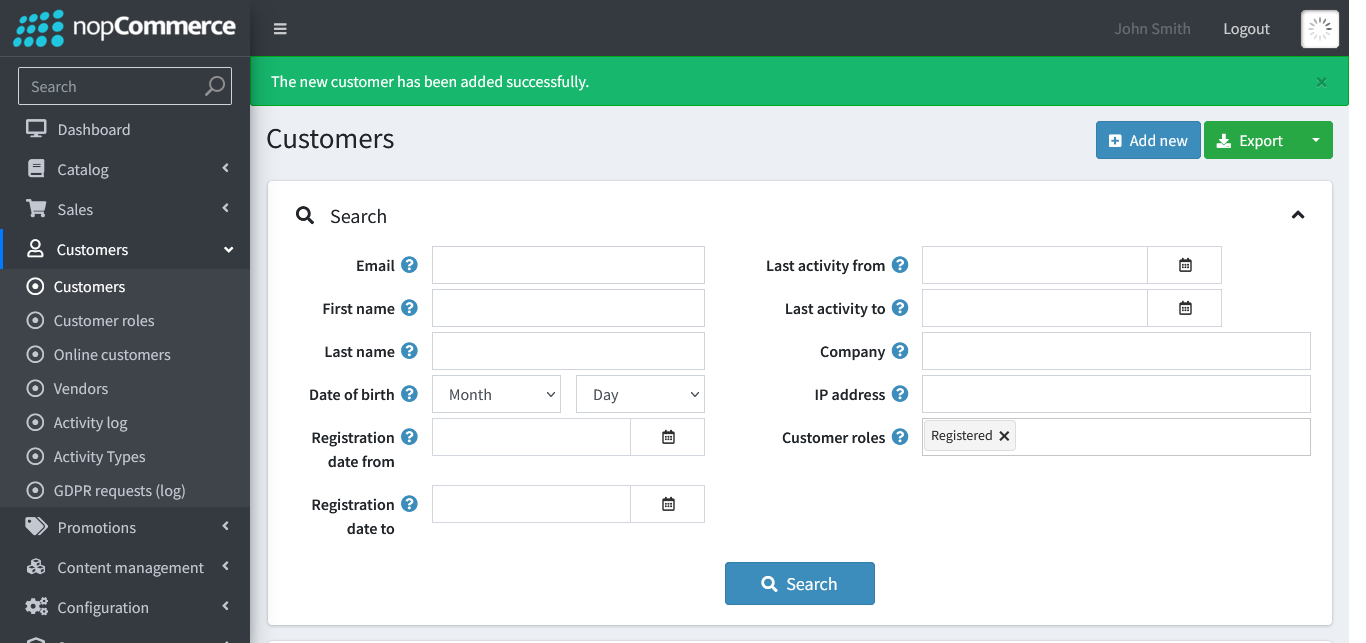 nopCommerce
John Smith
Logout
Search
The new customer has been added successfully.
Dashboard
Catalog
Sales
Customers
Customers
Customer roles
Online customers
Vendors
Activity log
Activity Types
GDPR requests (log)
Promotions
Content management
Configuration
Customers
Add new
Export
Search
Email
First name
Last name
Date of birth
Month
Day
Registration
date from
Registration
date to
Last activity from
Last activity to
Company
IP address
Customer roles
Registered
Search